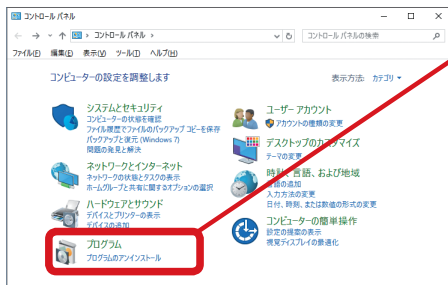 コントロール パネル
コントロール パネル
コントロール パネルの検索
ファイル(F) 編集(E) 表示(V) ツール(T) ヘルプ(H)
コンピューターの設定を調整します
表示方法: カテゴリ
システムとセキュリティ
コンピューターの状態を確認
ファイル履歴でファイルのバックアップ コピーを保存
バックアップと復元 (Windows 7)
問題の発見と解決
ネットワークとインターネット
ネットワークの状態とタスクの表示
ホームグループと共有に関するオプションの選択
ハードウェアとサウンド
デバイスとプリンターの表示
デバイスの追加
プログラム
プログラムのアンインストール
ユーザー アカウント
アカウントの種類の変更
デスクトップのカスタマイズ
テーマの変更
時計、言語、および地域
言語の追加
入力方法の変更
日付、時刻、または数値の形式の変更
コンピューターの簡単操作
設定の提案の表示
視覚ディスプレイの最適化